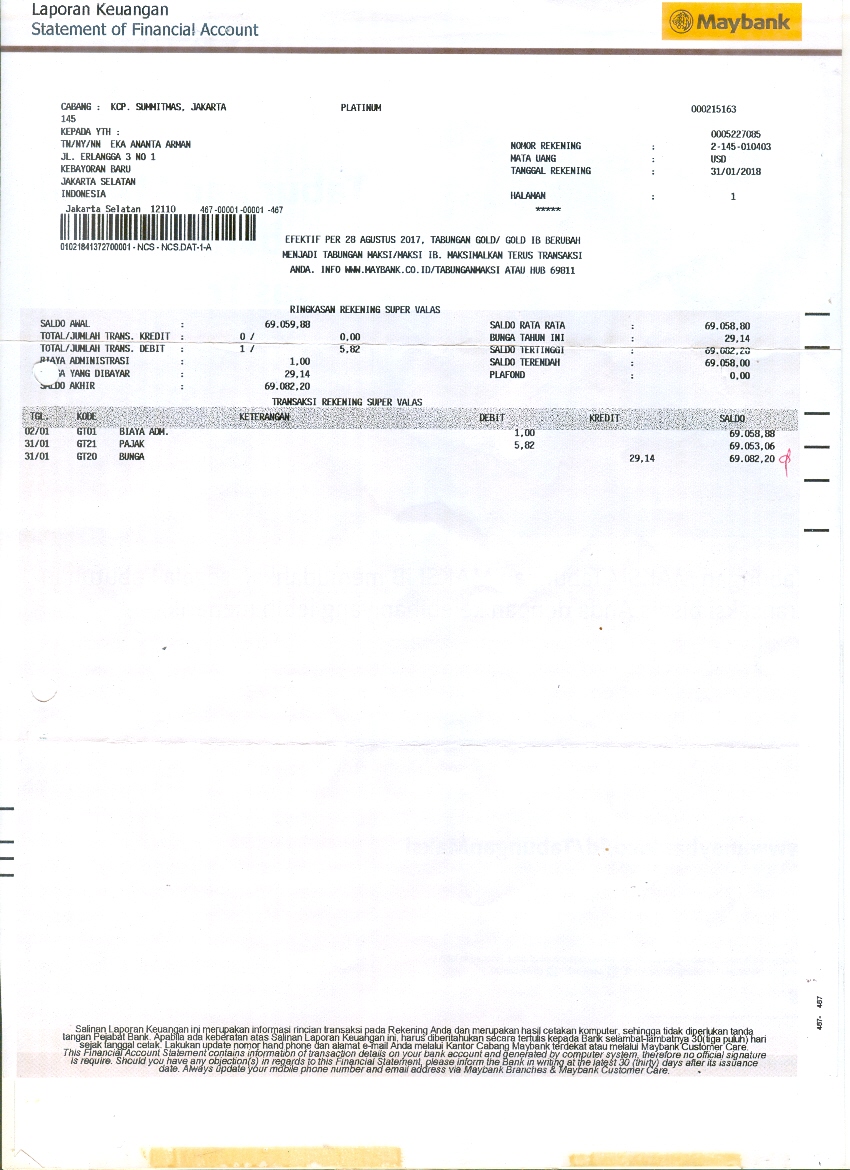 Laporan Keuangan
Statement of Financial Account
Maybank
CABANG : KCP. SUMMITMAS, JAKARTA
PLATINUM
000215163
145
KEPADA YTH :
0005227085
TN/NY/NN EKA ANANTA ARMAN
NOMOR REKENING : 2-145-010403
JL. ERLANGGA 3 NO 1
MATA UANG : USD
KEBAYORAN BARU
TANGGAL REKENING : 31/01/2018
JAKARTA SELATAN
INDONESIA
HALAMAN : 1
Jakarta Selatan 12110 467-00001-00001-467
*****
01021841372700001 - NCS - NCS.DAT-1-A
EFEKTIF PER 28 AGUSTUS 2017, TABUNGAN GOLD/ GOLD IB BERUBAH
MENJADI TABUNGAN MAKSI/MAKSI IB. MAKSIMALKAN TERUS TRANSAKSI
ANDA. INFO WWW.MAYBANK.CO.ID/TABUNGANMAKSI ATAU HUB 69811
RINGKASAN REKENING SUPER VALAS
SALDO AWAL : 69.059,88 SALDO RATA RATA : 69.058,80
TOTAL/JUMLAH TRANS. KREDIT : 0 / 0,00 BUNGA TAHUN INI : 29,14
TOTAL/JUMLAH TRANS. DEBIT : 1 / 5,82 SALDO TERTINGGI : 69.082,20
BIAYA ADMINISTRASI : 1,00 SALDO TERENDAH : 69.058,00
YANG DIBAYAR : 29,14 PLAFOND : 0,00
SALDO AKHIR : 69.082,20
TRANSAKSI REKENING SUPER VALAS
TGL. KODE KETERANGAN DEBIT KREDIT SALDO
02/01 GT01 BIAYA ADM. 1,00 69.058,88
31/01 GT21 PAJAK 5,82 69.053,06
31/01 GT20 BUNGA 29,14 69.082,20
467- 467
Salinan Laporan Keuangan ini merupakan informasi rincian transaksi pada Rekening Anda dan merupakan hasil cetakan komputer, sehingga tidak diperlukan tanda
tangan Pejabat Bank. Apabila ada keberatan atas Salinan Laporan Keuangan ini, harus diberitahukan secara tertulis kepada Bank selambat-lambatnya 30(tiga puluh) hari
sejak tanggal cetak. Lakukan update nomor hand phone dan alamat e-mail Anda melalui Kantor Cabang Maybank terdekat atau melalui Maybank Customer Care.
This Financial Account Statement contains information of transaction details on your bank account and generated by computer system, therefore no official signature
is require. Should you have any objection(s) in regards to this Financial Statement, please inform the Bank in writing at the latest 30 (thirty) days after its issuance
date. Always update your mobile phone number and email address via Maybank Branches & Maybank Customer Care.